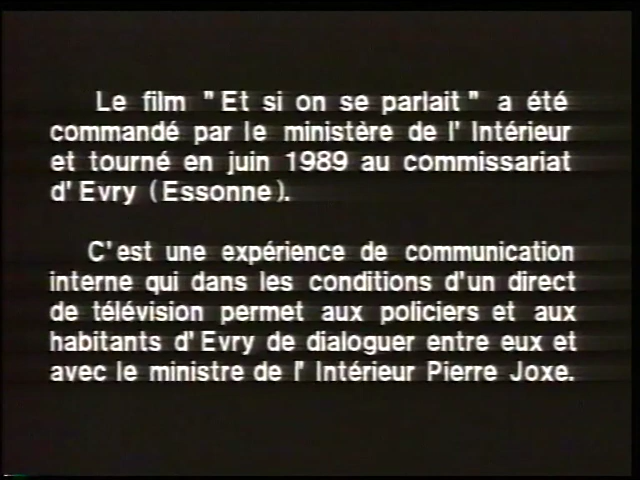 Le film "Et si on se parlait" a été
commandé par le ministère de l'Intérieur
et tourné en juin 1989 au commissariat
d'Evry (Essonne).
C'est une expérience de communication
interne qui dans les conditions d'un direct
de télévision permet aux policiers et aux
habitants d'Evry de dialoguer entre eux et
avec le ministre de l'Intérieur Pierre Joxe.